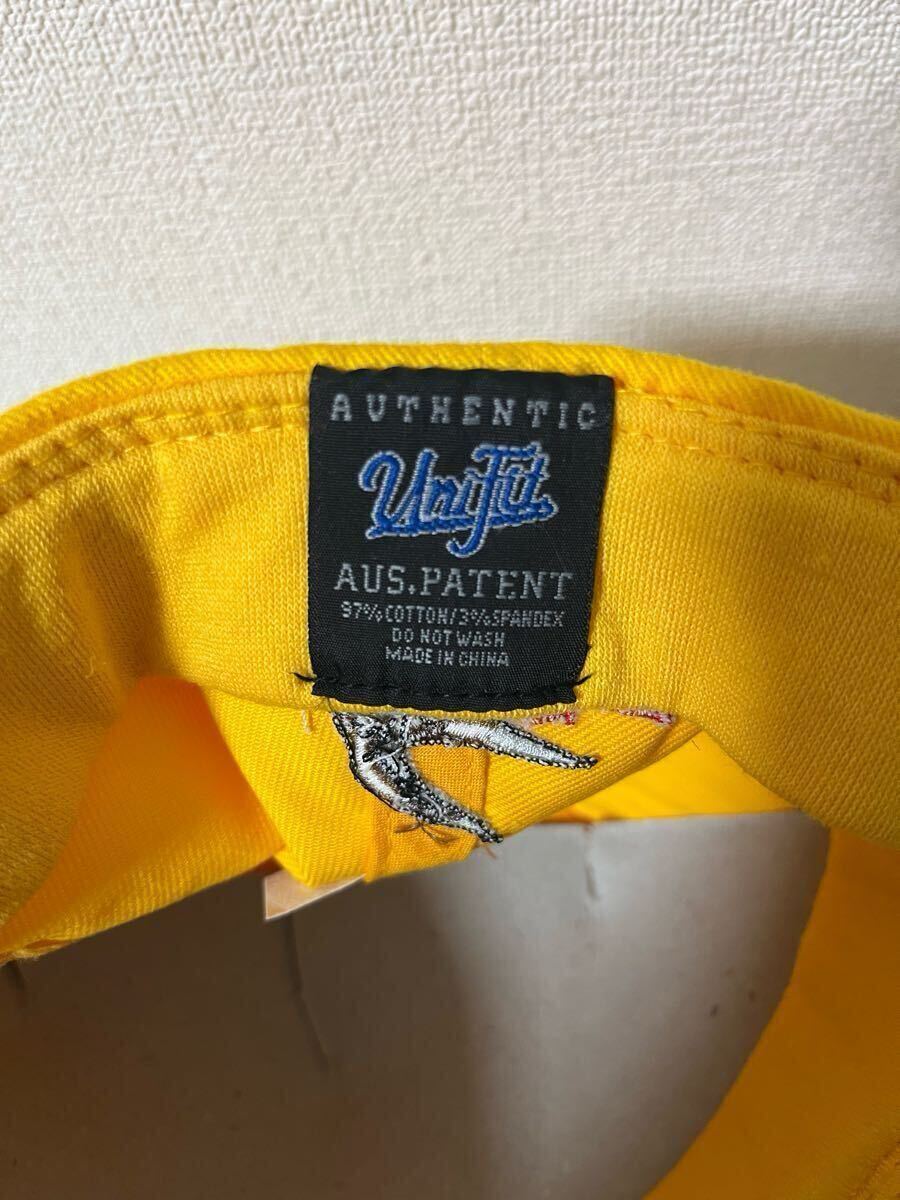 AUTHENTIC
UniFit
AUS.PATENT
97% COTTON/3% SPANDEX
DO NOT WASH
MADE IN CHINA